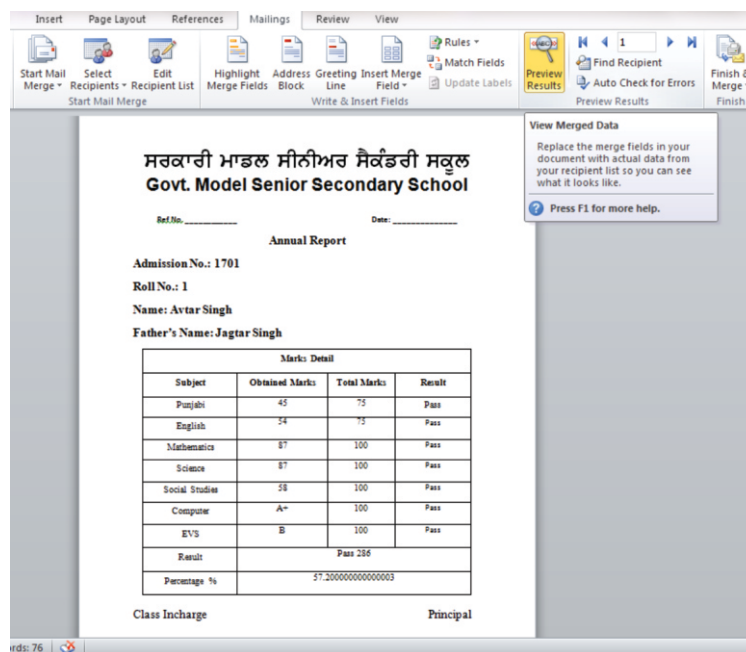 Insert Page Layout References Mailings Review View
Start Mail Merge
Select Recipients
Edit Recipient List
Start Mail Merge
Highlight Merge Fields
Address Block
Greeting Line
Insert Merge Field
Rules
Match Fields
Update Labels
Write & Insert Fields
ABC
Preview Results
1
Find Recipient
Auto Check for Errors
Preview Results
Finish & Merge
Finish
View Merged Data
Replace the merge fields in your
document with actual data from
your recipient list so you can see
what it looks like.
Press F1 for more help.
ਸਰਕਾਰੀ ਮਾਡਲ ਸੀਨੀਅਰ ਸੈਕੰਡਰੀ ਸਕੂਲ
Govt. Model Senior Secondary School
Ref No. ____________ Date: ______________
Annual Report
Admission No.: 1701
Roll No.: 1
Name: Avtar Singh
Father's Name: Jagtar Singh
Marks Detail
Subject Obtained Marks Total Marks Result
Punjabi 45 75 Pass
English 54 75 Pass
Mathematics 87 100 Pass
Science 87 100 Pass
Social Studies 58 100 Pass
Computer A+ 100 Pass
EVS B 100 Pass
Result Pass 286
Percentage % 57.200000000000003
Class Incharge Principal
rds: 76